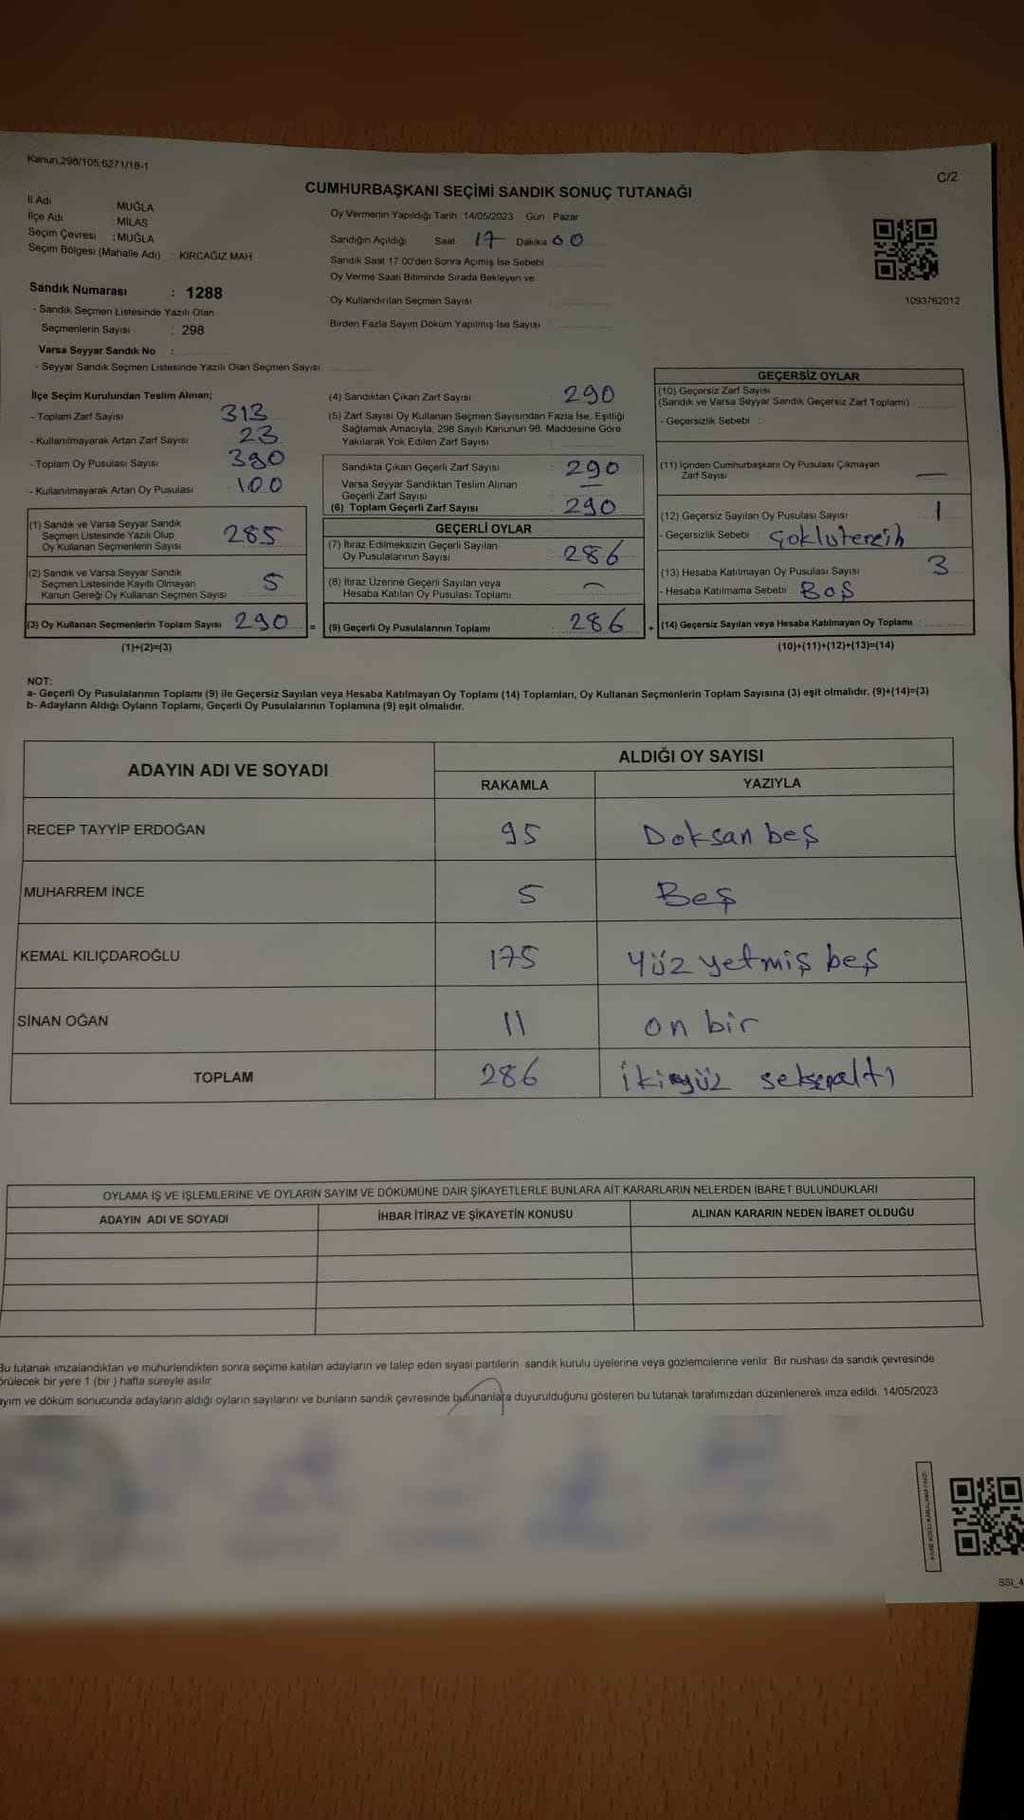 Kanun.298/105;6271/18-1
C/2
CUMHURBAŞKANI SEÇİMİ SANDIK SONUÇ TUTANAĞI
İl Adı MUĞLA
İlçe Adı MİLAS
Seçim Çevresi :MUĞLA
Seçim Bölgesi (Mahalle Adı) KIRCAĞIZ MAH
Oy Vermenin Yapıldığı Tarih 14/05/2023 Gün Pazar
Sandığın Açıldığı Saat 17 Dakika 00
Sandık Saat 17.00'den Sonra Açılmış İse Sebebi
Oy Verme Saati Bitiminde Sırada Bekleyen ve
Oy Kullandırılan Seçmen Sayısı
Birden Fazla Sayım Döküm Yapılmış İse Sayısı
1093762012
Sandık Numarası : 1288
- Sandık Seçmen Listesinde Yazılı Olan
Seçmenlerin Sayısı : 298
Varsa Seyyar Sandık No :
- Seyyar Sandık Seçmen Listesinde Yazılı Olan Seçmen Sayısı
İlçe Seçim Kurulundan Teslim Alınan;
- Toplam Zarf Sayısı 313
- Kullanılmayarak Artan Zarf Sayısı 23
- Toplam Oy Pusulası Sayısı 390
- Kullanılmayarak Artan Oy Pusulası 100
(1) Sandık ve Varsa Seyyar Sandık
Seçmen Listesinde Yazılı Olup
Oy Kullanan Seçmenlerin Sayısı 285
(2) Sandık ve Varsa Seyyar Sandık
Seçmen Listesinde Kayıtlı Olmayan
Kanun Gereği Oy Kullanan Seçmen Sayısı 5
(3) Oy Kullanan Seçmenlerin Toplam Sayısı 290 =
(1)+(2)=(3)
(4) Sandıktan Çıkan Zarf Sayısı 290
(5) Zarf Sayısı Oy Kullanan Seçmen Sayısından Fazla İse, Eşitliği
Sağlamak Amacıyla; 298 Sayılı Kanunun 98. Maddesine Göre
Yakılarak Yok Edilen Zarf Sayısı
Sandıkta Çıkan Geçerli Zarf Sayısı 290
Varsa Seyyar Sandıktan Teslim Alınan
Geçerli Zarf Sayısı —
(6) Toplam Geçerli Zarf Sayısı 290
GEÇERLİ OYLAR
(7) İtiraz Edilmeksizin Geçerli Sayılan
Oy Pusulalarının Sayısı 286
(8) İtiraz Üzerine Geçerli Sayılan veya
Hesaba Katılan Oy Pusulası Toplamı —
(9) Geçerli Oy Pusulalarının Toplamı : 286 +
GEÇERSİZ OYLAR
(10) Geçersiz Zarf Sayısı
(Sandık ve Varsa Seyyar Sandık Geçersiz Zarf Toplamı)
- Geçersizlik Sebebi :
(11) İçinden Cumhurbaşkanı Oy Pusulası Çıkmayan
Zarf Sayısı —
(12) Geçersiz Sayılan Oy Pusulası Sayısı 1
- Geçersizlik Sebebi Çoklu tercih
(13) Hesaba Katılmayan Oy Pusulası Sayısı 3
- Hesaba Katılmama Sebebi Boş
(14) Geçersiz Sayılan veya Hesaba Katılmayan Oy Toplamı :
(10)+(11)+(12)+(13)=(14)
NOT:
a- Geçerli Oy Pusulalarının Toplamı (9) ile Geçersiz Sayılan veya Hesaba Katılmayan Oy Toplamı (14) Toplamları, Oy Kullanan Seçmenlerin Toplam Sayısına (3) eşit olmalıdır. (9)+(14)=(3)
b- Adayların Aldığı Oyların Toplamı, Geçerli Oy Pusulalarının Toplamına (9) eşit olmalıdır.
ADAYIN ADI VE SOYADI
ALDIĞI OY SAYISI
RAKAMLA YAZIYLA
RECEP TAYYİP ERDOĞAN 95 Doksan beş
MUHARREM İNCE 5 Beş
KEMAL KILIÇDAROĞLU 175 Yüz yetmiş beş
SİNAN OĞAN 11 on bir
TOPLAM 286 ikiyüz seksenaltı
OYLAMA İŞ VE İŞLEMLERİNE VE OYLARIN SAYIM VE DÖKÜMÜNE DAİR ŞİKAYETLERLE BUNLARA AİT KARARLARIN NELERDEN İBARET BULUNDUKLARI
ADAYIN ADI VE SOYADI İHBAR İTİRAZ VE ŞİKAYETİN KONUSU ALINAN KARARIN NEDEN İBARET OLDUĞU
Bu tutanak imzalandıktan ve mühürlendikten sonra seçime katılan adayların ve talep eden siyasi partilerin sandık kurulu üyelerine veya gözlemcilerine verilir. Bir nüshası da sandık çevresinde
örülecek bir yere 1 (bir) hafta süreyle asılır.
ayım ve döküm sonucunda adayların aldığı oyların sayılarını ve bunların sandık çevresinde bulunanlara duyurulduğunu gösteren bu tutanak tarafımızdan düzenlenerek imza edildi. 14/05/2023
SSI_4